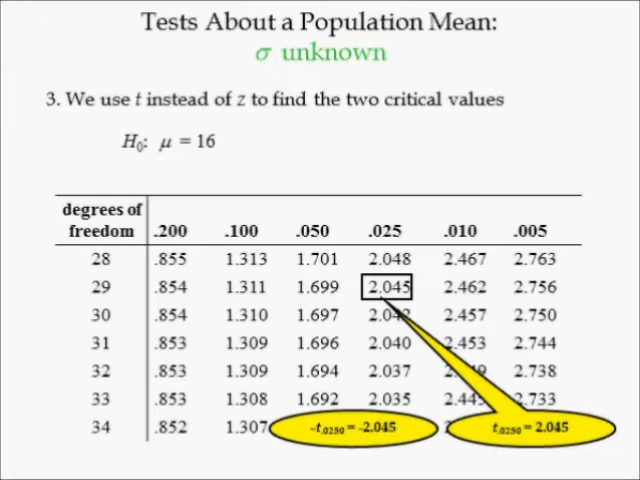 Tests About a Population Mean:
σ unknown
3. We use t instead of z to find the two critical values
H0: μ = 16
degrees of
freedom .200 .100 .050 .025 .010 .005
28 .855 1.313 1.701 2.048 2.467 2.763
29 .854 1.311 1.699 2.045 2.462 2.756
30 .854 1.310 1.697 2.042 2.457 2.750
31 .853 1.309 1.696 2.040 2.453 2.744
32 .853 1.309 1.694 2.037 2.738
33 .853 1.308 1.692 2.035 2.733
34 .852 1.307
-t.0250 = -2.045 t.0250 = 2.045